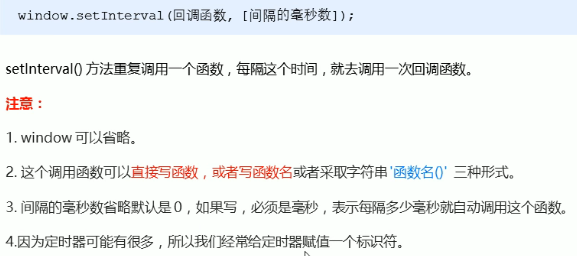 window.setInterval(回调函数, [间隔的毫秒数]);
setInterval() 方法重复调用一个函数，每隔这个时间，就去调用一次回调函数。
注意：
1. window 可以省略。
2. 这个调用函数可以直接写函数，或者写函数名或者采取字符串 '函数名()' 三种形式。
3. 间隔的毫秒数省略默认是 0，如果写，必须是毫秒，表示每隔多少毫秒就自动调用这个函数。
4.因为定时器可能有很多，所以我们经常给定时器赋值一个标识符。